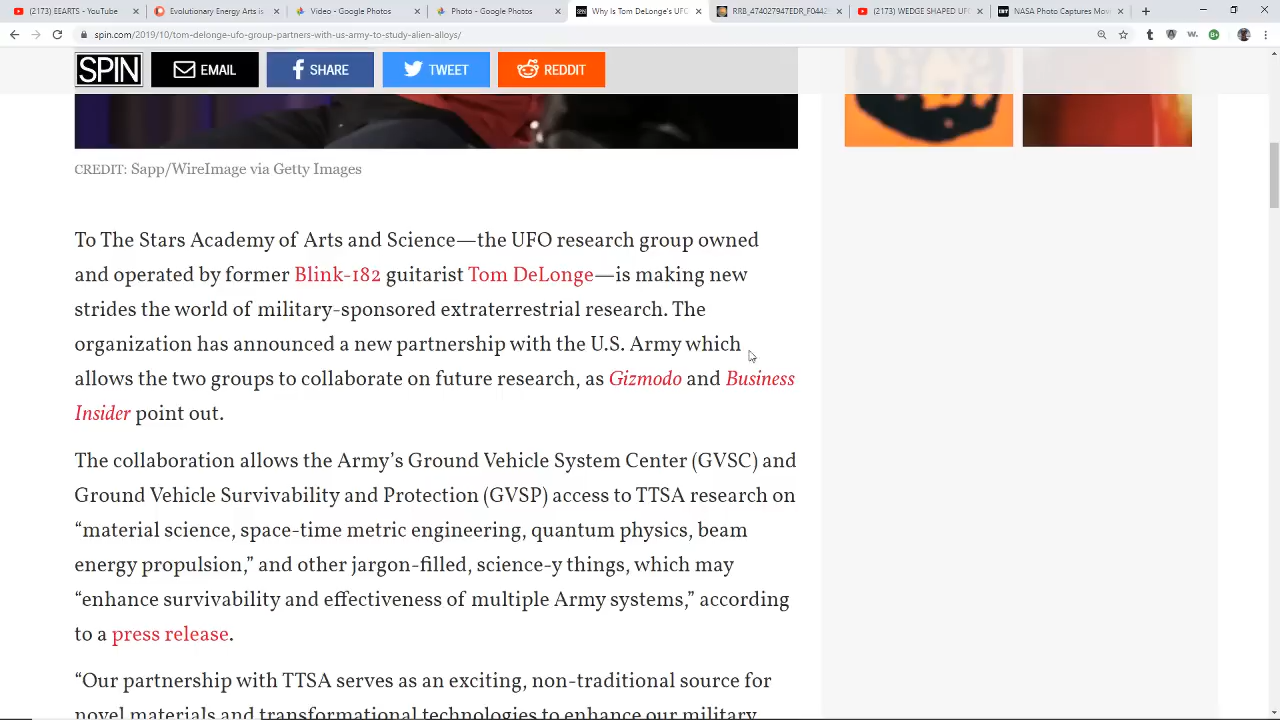 (2173) EEARTS - YouTube
Evolutionary Energy Arts is
Video - Google Photos
Photo - Google Photos
Why Is Tom DeLonge's UFO
RRB_474027947EDR_F0442
(2173) WEDGE SHAPED UFO
NASA Photo Captures Mov
spin.com/2019/10/tom-delonge-ufo-group-partners-with-us-army-to-study-alien-alloys/
SPIN EMAIL SHARE TWEET REDDIT
CREDIT: Sapp/WireImage via Getty Images
To The Stars Academy of Arts and Science—the UFO research group owned
and operated by former Blink-182 guitarist Tom DeLonge—is making new
strides the world of military-sponsored extraterrestrial research. The
organization has announced a new partnership with the U.S. Army which
allows the two groups to collaborate on future research, as Gizmodo and Business
Insider point out.
The collaboration allows the Army’s Ground Vehicle System Center (GVSC) and
Ground Vehicle Survivability and Protection (GVSP) access to TTSA research on
“material science, space-time metric engineering, quantum physics, beam
energy propulsion,” and other jargon-filled, science-y things, which may
“enhance survivability and effectiveness of multiple Army systems,” according
to a press release.
“Our partnership with TTSA serves as an exciting, non-traditional source for
novel materials and transformational technologies to enhance our military